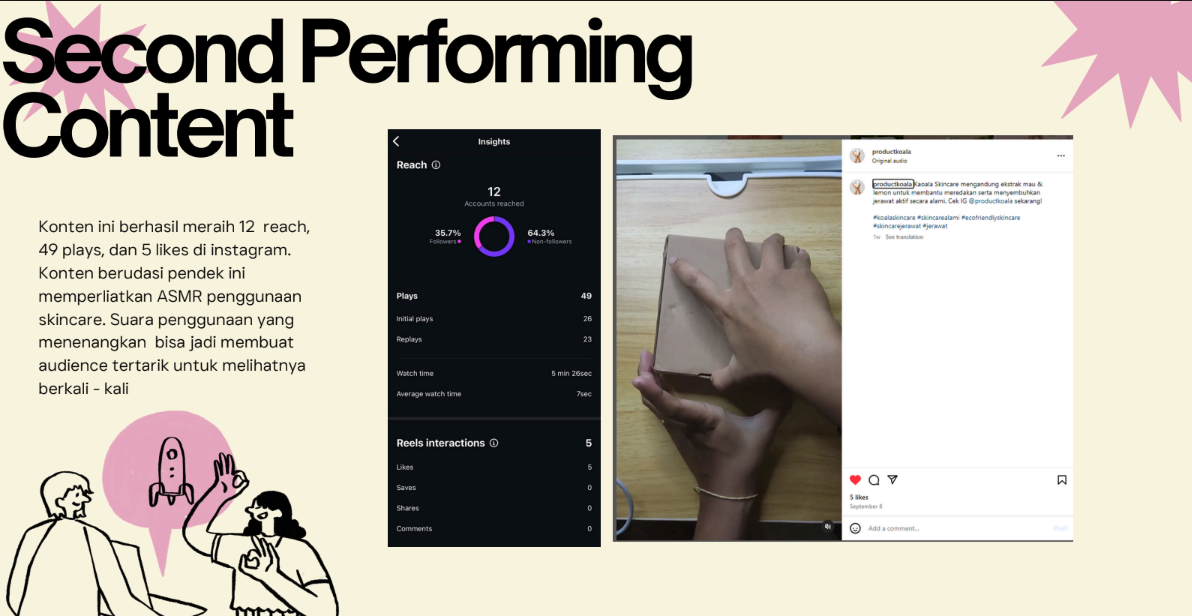 Second Performing
Content
Konten ini berhasil meraih 12 reach,
49 plays, dan 5 likes di instagram.
Konten berudasi pendek ini
memperliatkan ASMR penggunaan
skincare. Suara penggunaan yang
menenangkan bisa jadi membuat
audience tertarik untuk melihatnya
berkali - kali
Insights
Reach
12
Accounts reached
35.7%
Followers
64.3%
Non-followers
Plays 49
Initial plays 26
Replays 23
Watch time 5 min 26sec
Average watch time 7sec
Reels interactions 5
Likes 5
Saves 0
Shares 0
Comments 0
productkoala
Original audio
productkoala Kaoala Skincare mengandung ekstrak mau &
lemon untuk membantu meredakan serta menyembuhkan
jerawat aktif secara alami. Cek IG @productkoala sekarang!
#koalaskincare #skincarealami #ecofriendlyskincare
#skincarejerawat #jerawat
1w See translation
5 likes
September 8
Add a comment...
Post